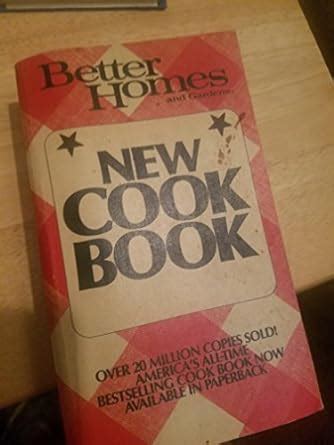 Better
Homes
and Gardens®
NEW
COOK
BOOK
OVER 20 MILLION COPIES SOLD!
AMERICA'S ALL-TIME
BESTSELLING COOK BOOK NOW
AVAILABLE IN PAPERBACK